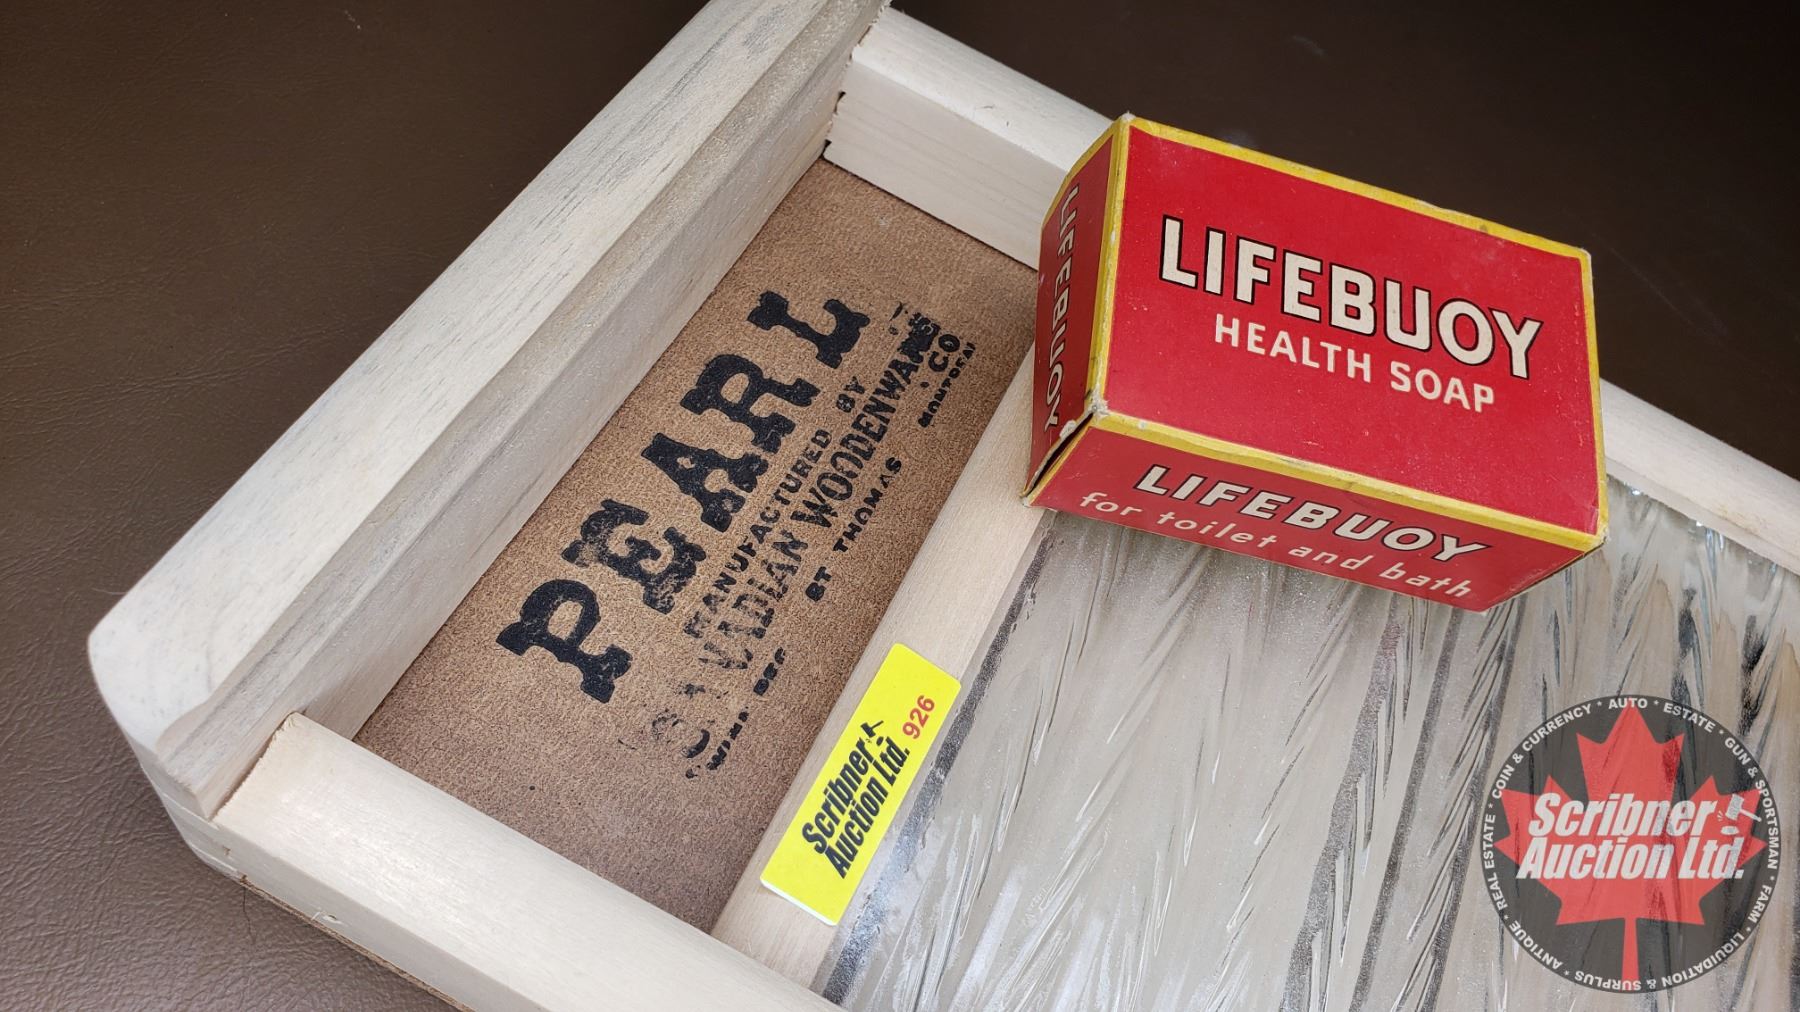 PEARL
MANUFACTURED BY
CANADIAN WOODENWARE CO
ST THOMAS
MONTREAL
LIFEBUOY
HEALTH SOAP
LIFEBUOY
for toilet and bath
LIFEBUOY
Scribner
Auction Ltd.
926
Scribner
Auction Ltd.
REAL ESTATE * COIN & CURRENCY * AUTO * ESTATE * GUN & SPORTSMAN * FARM * LIQUIDATION & SURPLUS * ANTIQUE *